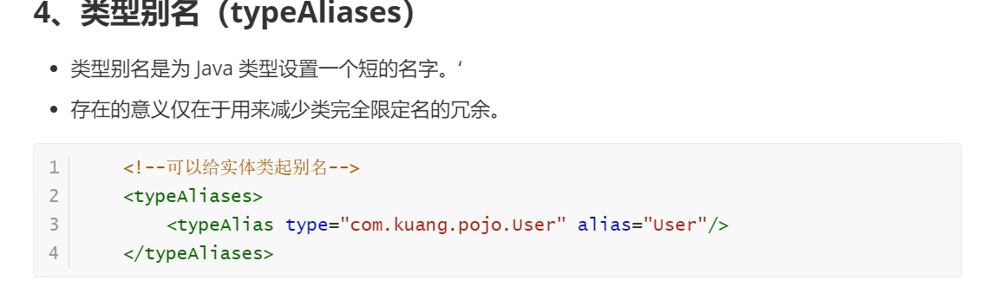 4、类型别名（typeAliases）
类型别名是为 Java 类型设置一个短的名字。‘
存在的意义仅在于用来减少类完全限定名的冗余。
1 <!--可以给实体类起别名-->
2 <typeAliases>
3 <typeAlias type="com.kuang.pojo.User" alias="User"/>
4 </typeAliases>